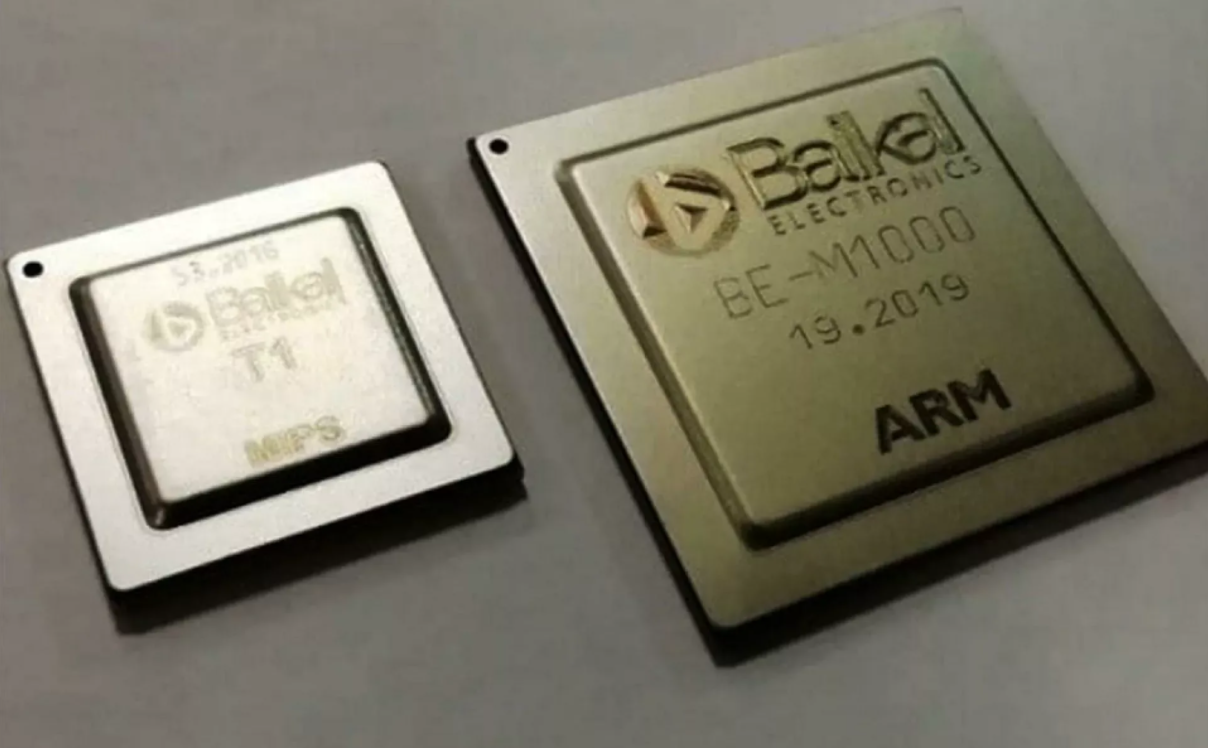 53.2016
Baikal
ELECTRONICS
T1
MIPS
Baikal
ELECTRONICS
BE-M1000
19.2019
ARM